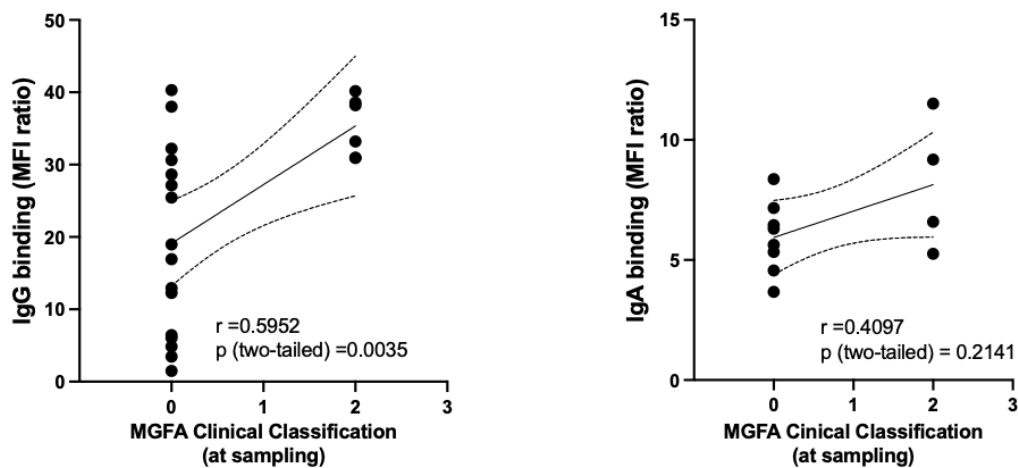 IgG binding (MFI ratio)
50
40
30
20
10
0
r =0.5952
p (two-tailed) =0.0035
0 1 2 3
MGFA Clinical Classification
(at sampling)
IgA binding (MFI ratio)
15
10
5
0
r =0.4097
p (two-tailed) = 0.2141
0 1 2 3
MGFA Cinical Classification
(at sampling)